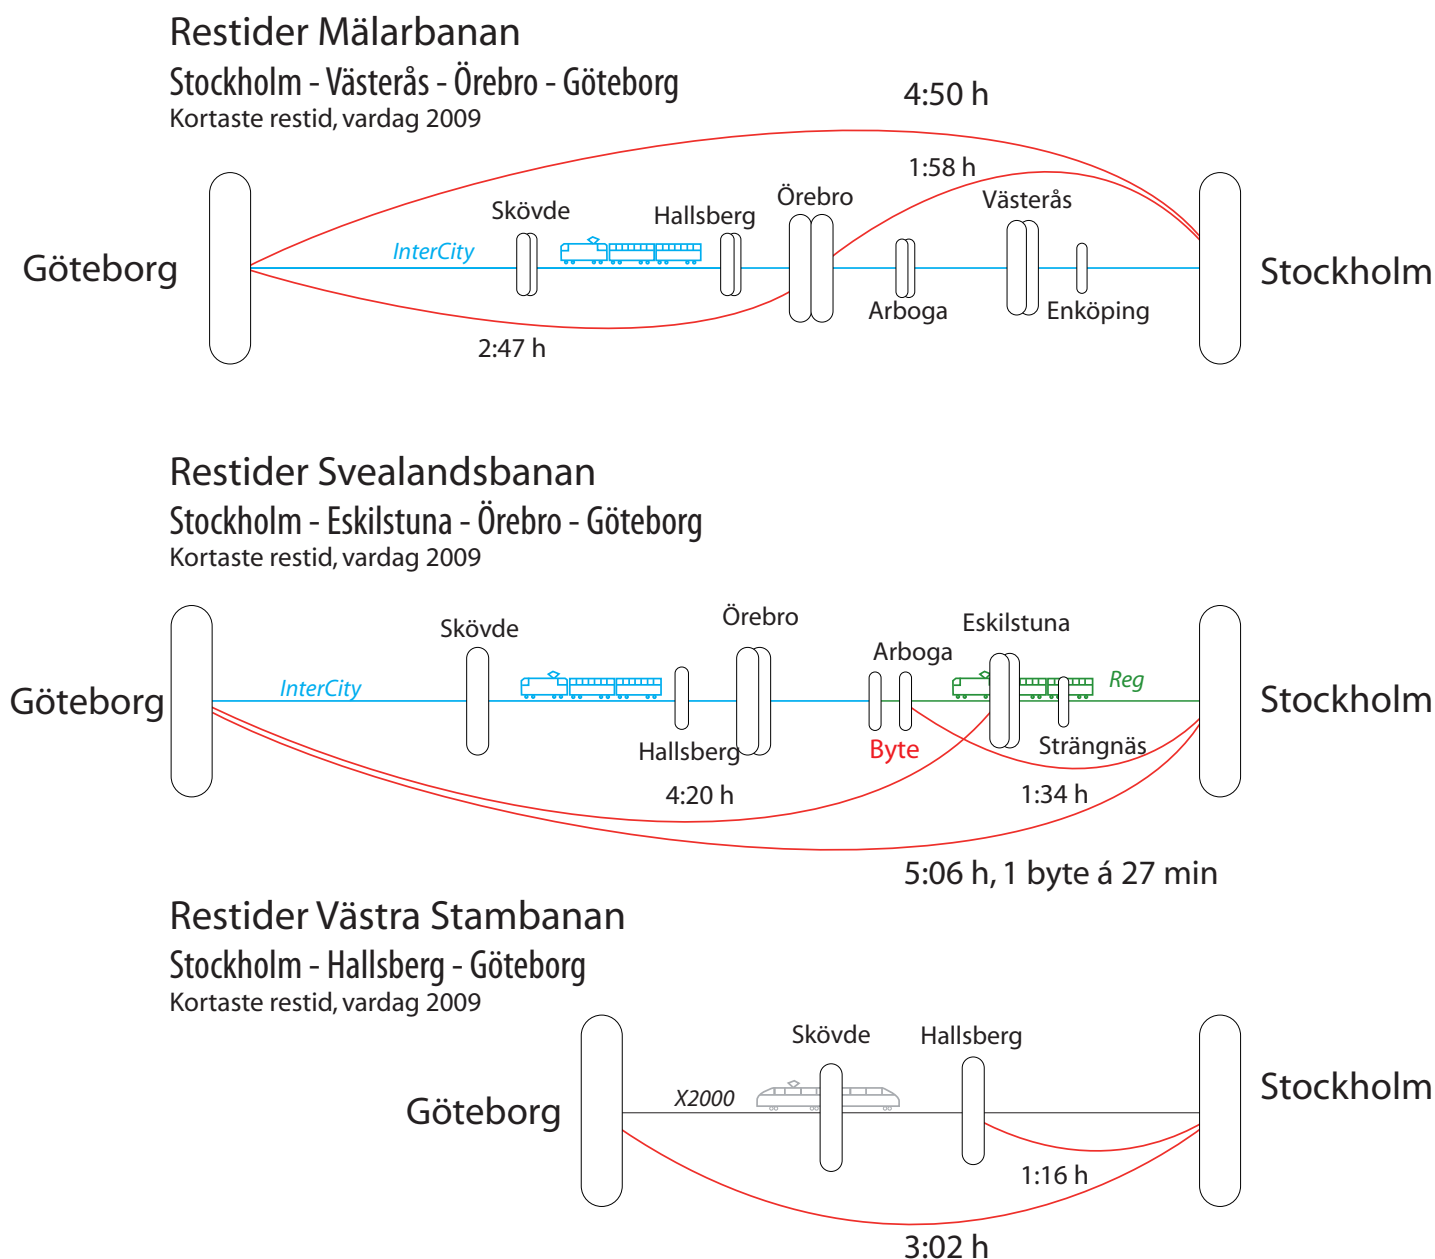 Restider Mälarbanan
Stockholm - Västerås - Örebro - Göteborg
Kortaste restid, vardag 2009
4:50 h
1:58 h
Örebro
Västerås
Skövde
Hallsberg
InterCity
Göteborg
Stockholm
Arboga
Enköping
2:47 h
Restider Svealandsbanan
Stockholm - Eskilstuna - Örebro - Göteborg
Kortaste restid, vardag 2009
Örebro
Eskilstuna
Skövde
Arboga
InterCity
Reg
Göteborg
Stockholm
Hallsberg
Byte
Strängnäs
4:20 h
1:34 h
5:06 h, 1 byte á 27 min
Restider Västra Stambanan
Stockholm - Hallsberg - Göteborg
Kortaste restid, vardag 2009
Skövde
Hallsberg
Stockholm
X2000
Göteborg
1:16 h
3:02 h